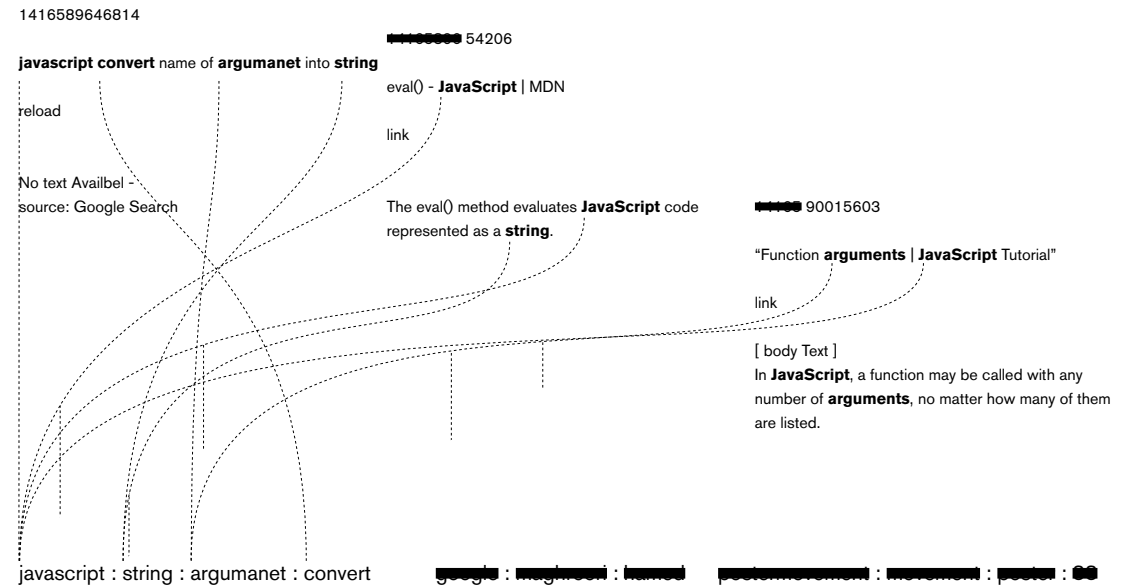 1416589646814
javascript convert name of argumanet into string
reload
No text Availbel -
source: Google Search
54206
eval() - JavaScript | MDN
link
The eval() method evaluates JavaScript code
represented as a string.
90015603
“Function arguments | JavaScript Tutorial”
link
[ body Text ]
In JavaScript, a function may be called with any
number of arguments, no matter how many of them
are listed.
javascript : string : argumanet : convert